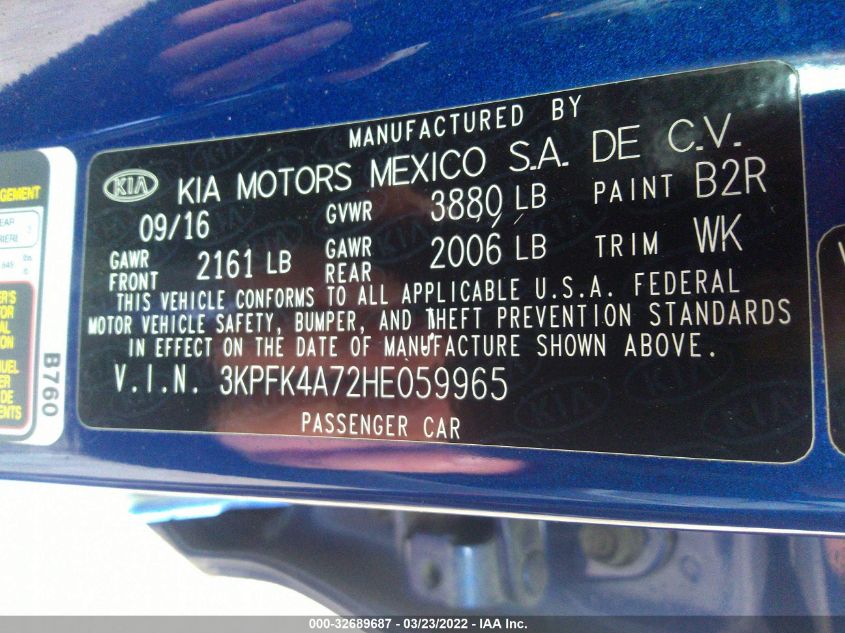 MANUFACTURED BY
KIA KIA MOTORS MEXICO S.A. DE C.V.
09/16 GVWR 3880 LB PAINT B2R
GAWR FRONT 2161 LB GAWR REAR 2006 LB TRIM WK
THIS VEHICLE CONFORMS TO ALL APPLICABLE U.S.A. FEDERAL
MOTOR VEHICLE SAFETY, BUMPER, AND THEFT PREVENTION STANDARDS
IN EFFECT ON THE DATE OF MANUFACTURE SHOWN ABOVE.
V.I.N. 3KPFK4A72HE059965
PASSENGER CAR
B760
000-32689687 - 03/23/2022 - IAA Inc.